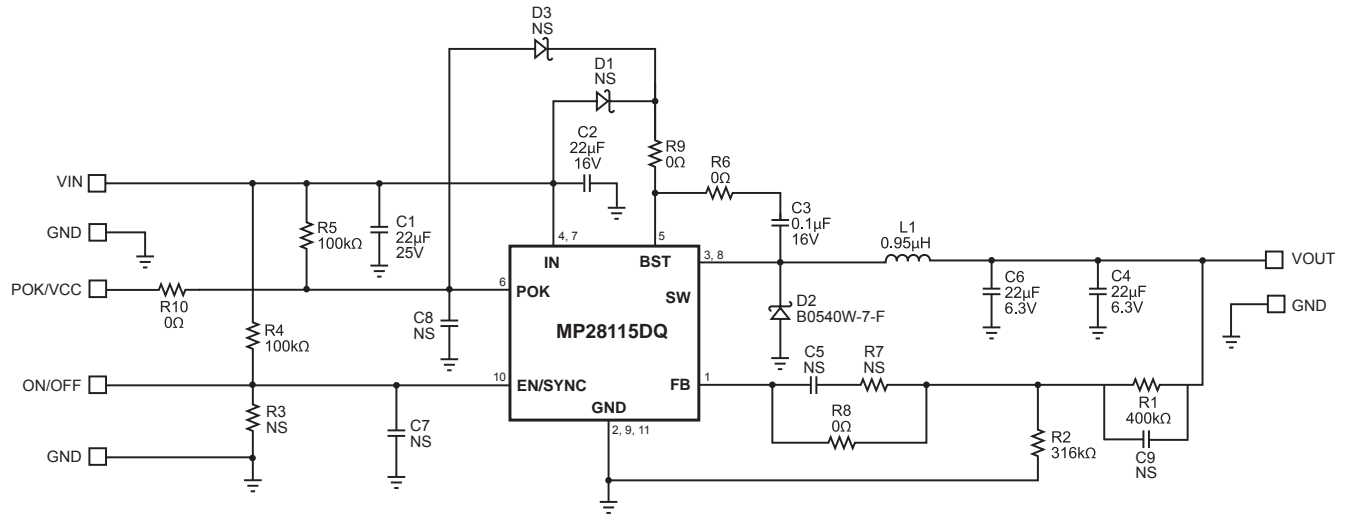 D3
NS
D1
NS
C2
22µF
16V
R9
0Ω
R6
0Ω
VIN
C3
0.1µF
16V
GND
R5
100kΩ
C1
22µF
25V
L1
0.95µH
4, 7
5
3, 8
IN
BST
VOUT
POK/VCC
R10
0Ω
6
POK
SW
C6
22µF
6.3V
C4
22µF
6.3V
GND
D2
B0540W-7-F
C8
NS
MP28115DQ
R4
100kΩ
C5
NS
R7
NS
ON/OFF
10
EN/SYNC
FB
1
R3
NS
GND
R8
0Ω
R1
400kΩ
C7
NS
2, 9, 11
R2
316kΩ
C9
NS
GND